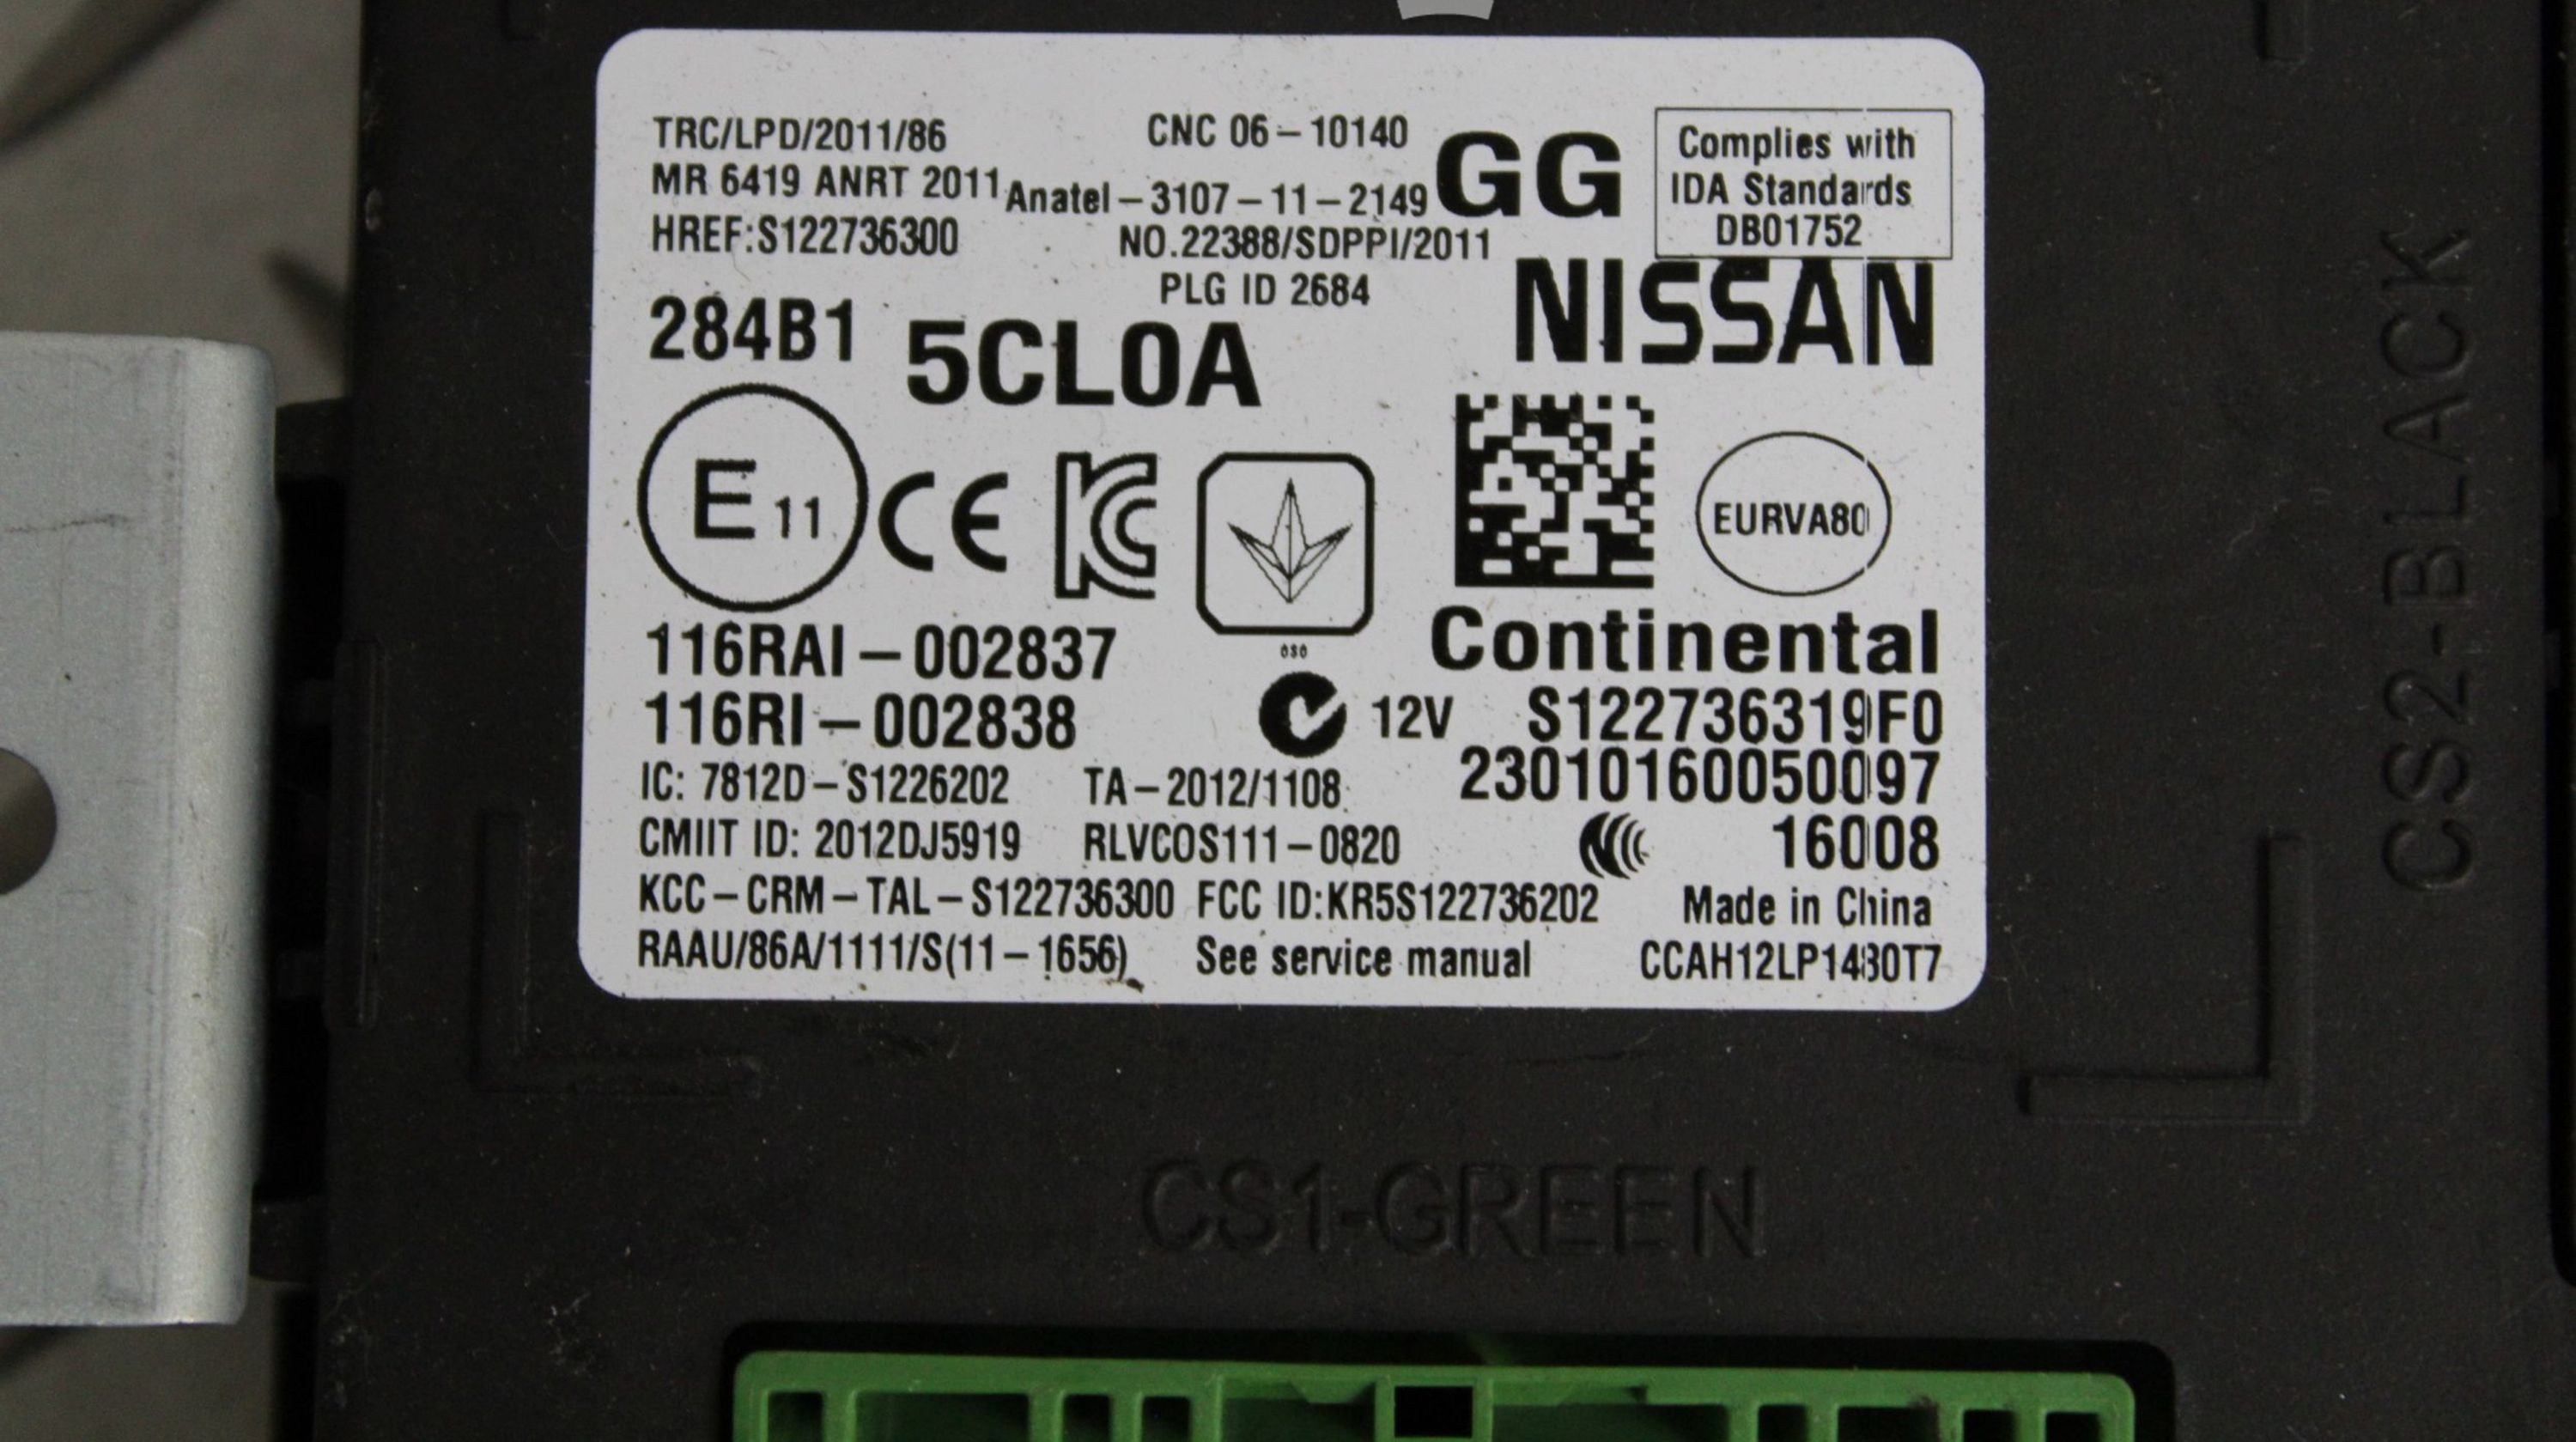 TRC/LPD/2011/86
MR 6419 ANRT 2011
HREF:S122736300
CNC 06-10140
Anatel-3107-11-2149
NO.22388/SDPPI/2011
PLG ID 2684
GG
Complies with
IDA Standards
DB01752
NISSAN
284B1 5CL0A
E 11
CE
KC
EURVA80
Continental
116RAI-002837
116RI-002838
12V
S122736319F0
23010160050097
16008
IC: 7812D-S1226202 TA-2012/1108
CMIIT ID: 2012DJ5919 RLVCOS111-0820
KCC-CRM-TAL-S122736300 FCC ID:KR5S122736202 Made in China
RAAU/86A/1111/S(11-1656) See service manual CCAH12LP1480T7
CS2-BLACK
CS1-GREEN